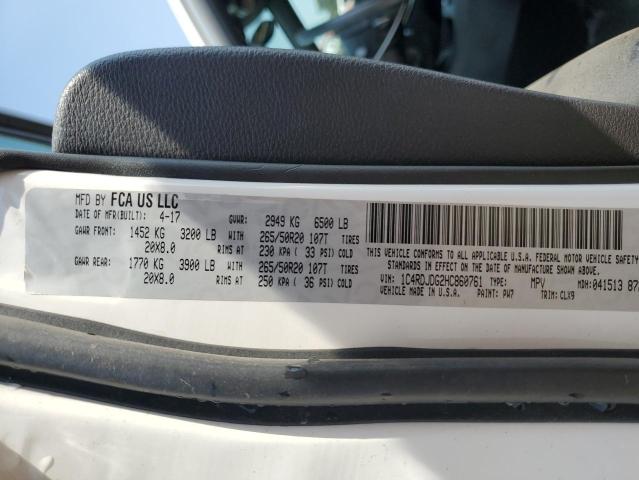 MFD BY FCA US LLC
DATE OF MFR(BUILT): 4-17 GVWR: 2949 KG 6500 LB
GAWR FRONT: 1452 KG 3200 LB WITH 265/50R20 107T TIRES
20X8.0 RIMS AT 230 KPA ( 33 PSI) COLD
GAWR REAR: 1770 KG 3900 LB WITH 265/50R20 107T TIRES
20X8.0 RIMS AT 250 KPA ( 36 PSI) COLD
THIS VEHICLE CONFORMS TO ALL APPLICABLE U.S.A. FEDERAL MOTOR VEHICLE SAFETY
STANDARDS IN EFFECT ON THE DATE OF MANUFACTURE SHOWN ABOVE.
VIN: 1C4RDJDG2HC860761 TYPE: MPV MDH:041513
VEHICLE MADE IN U.S.A. PAINT: PW7 TRIM: CLX9